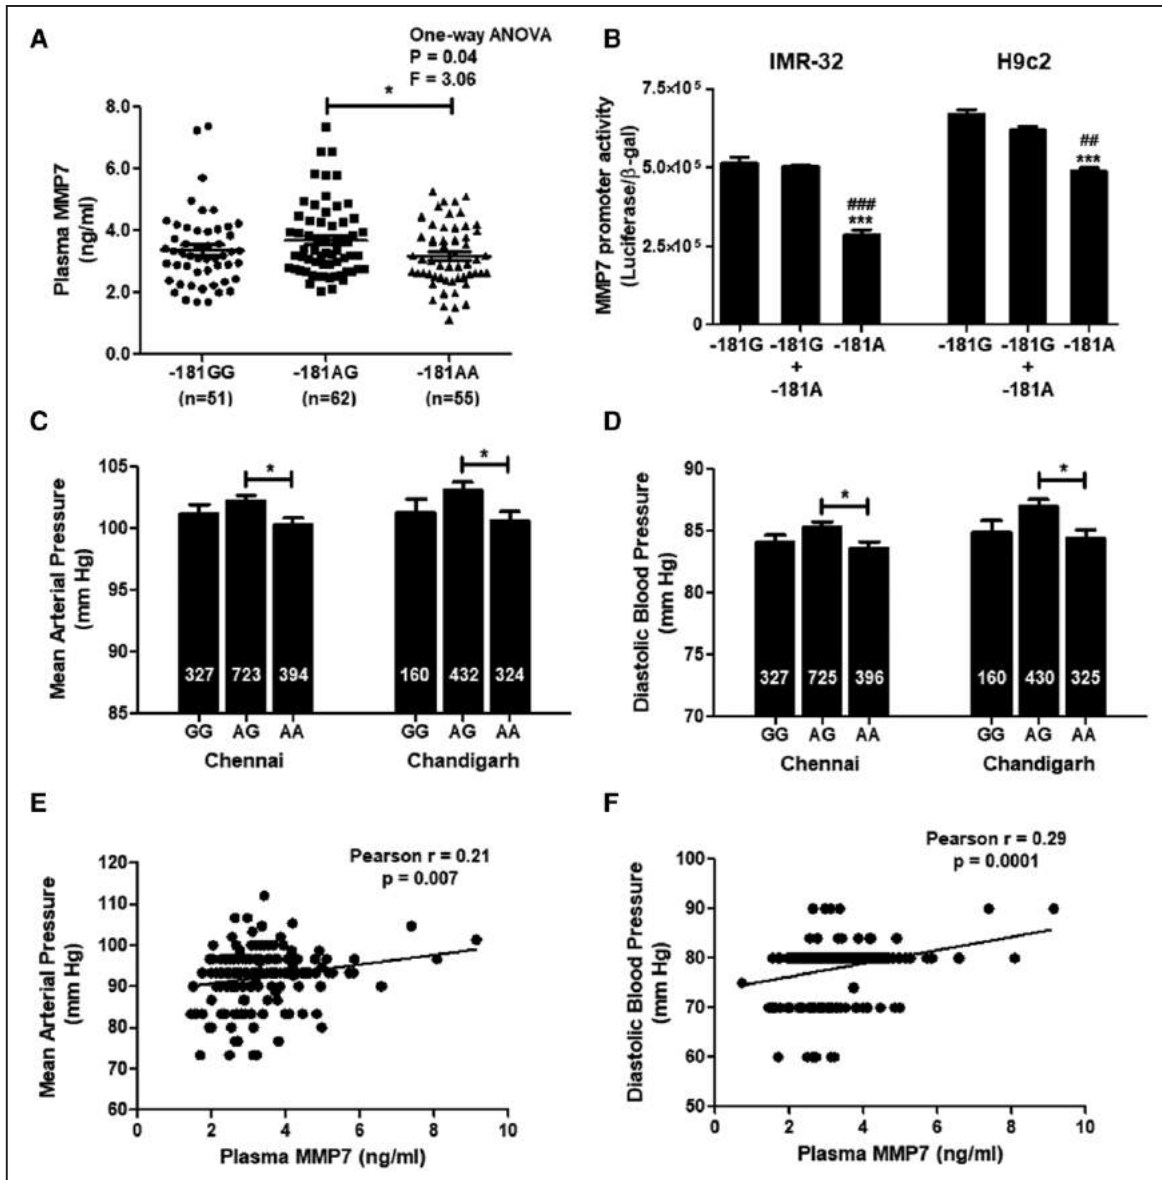 A
One-way ANOVA
P = 0.04
F = 3.06
*
Plasma MMP7
(ng/ml)
8.0
6.0
4.0
2.0
0.0
-181GG -181AG -181AA
(n=51) (n=62) (n=55)
B
IMR-32 H9c2
MMP7 promoter activity
(Luciferase/β-gal)
7.5×10⁵
5.0×10⁵
2.5×10⁵
0
###
***
##
***
-181G -181G -181A -181G -181G -181A
+ +
-181A -181A
C
Mean Arterial Pressure
(mm Hg)
105
100
95
90
85
* *
327 723 394 160 432 324
GG AG AA GG AG AA
Chennai Chandigarh
D
Diastolic Blood Pressure
(mm Hg)
90
85
80
75
70
* *
327 725 396 160 430 325
GG AG AA GG AG AA
Chennai Chandigarh
E
Pearson r = 0.21
p = 0.007
Mean Arterial Pressure
(mm Hg)
120
110
100
90
80
70
60
0 2 4 6 8 10
Plasma MMP7 (ng/ml)
F
Pearson r = 0.29
p = 0.0001
Diastolic Blood Pressure
(mm Hg)
100
90
80
70
60
50
0 2 4 6 8 10
Plasma MMP7 (ng/ml)